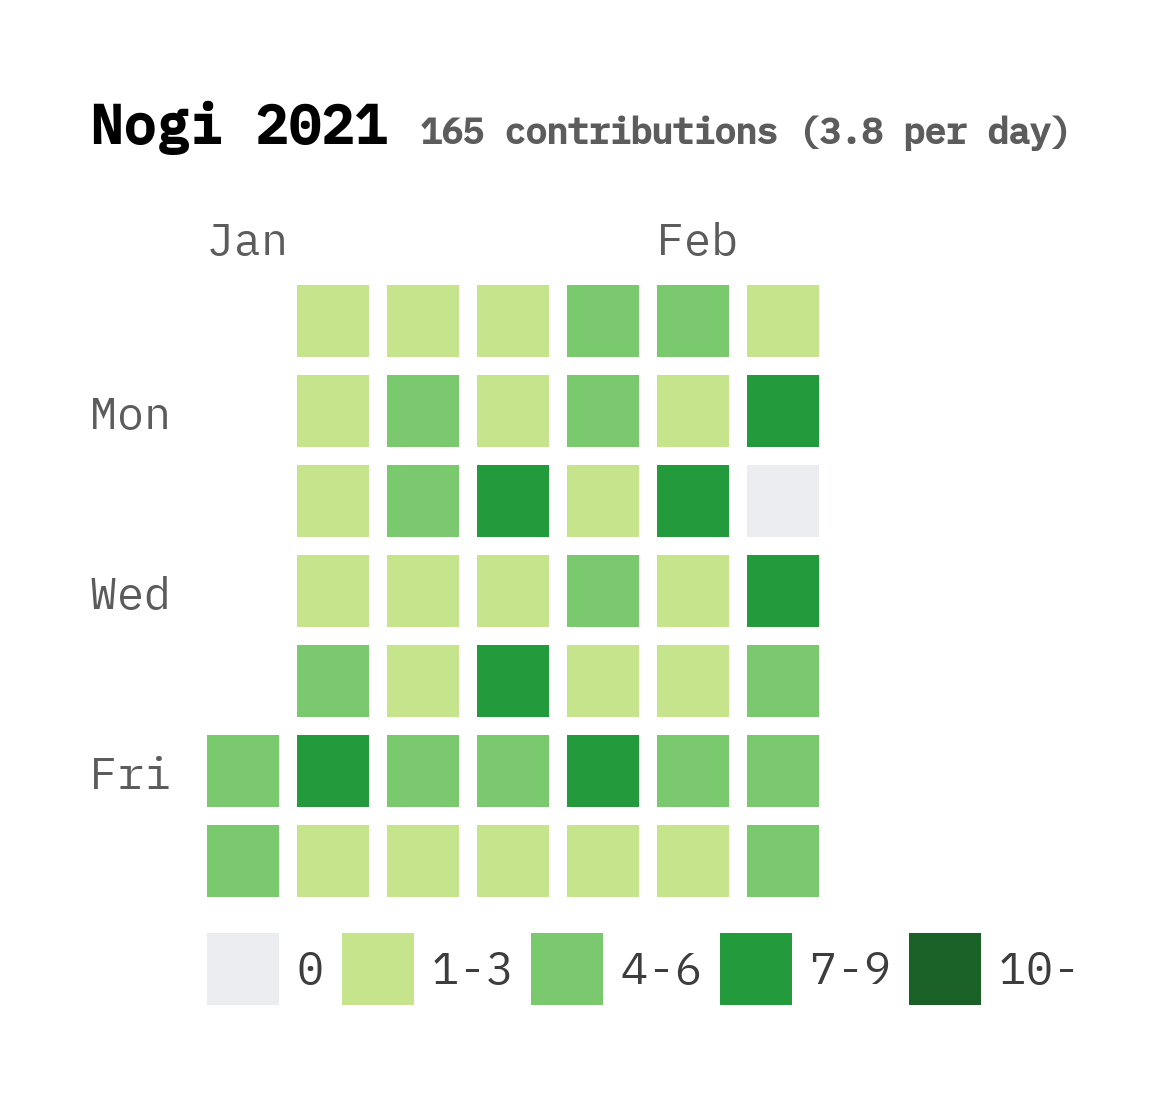 Nogi 2021 165 contributions (3.8 per day)
Jan Feb
Mon
Wed
Fri
0 1-3 4-6 7-9 10-